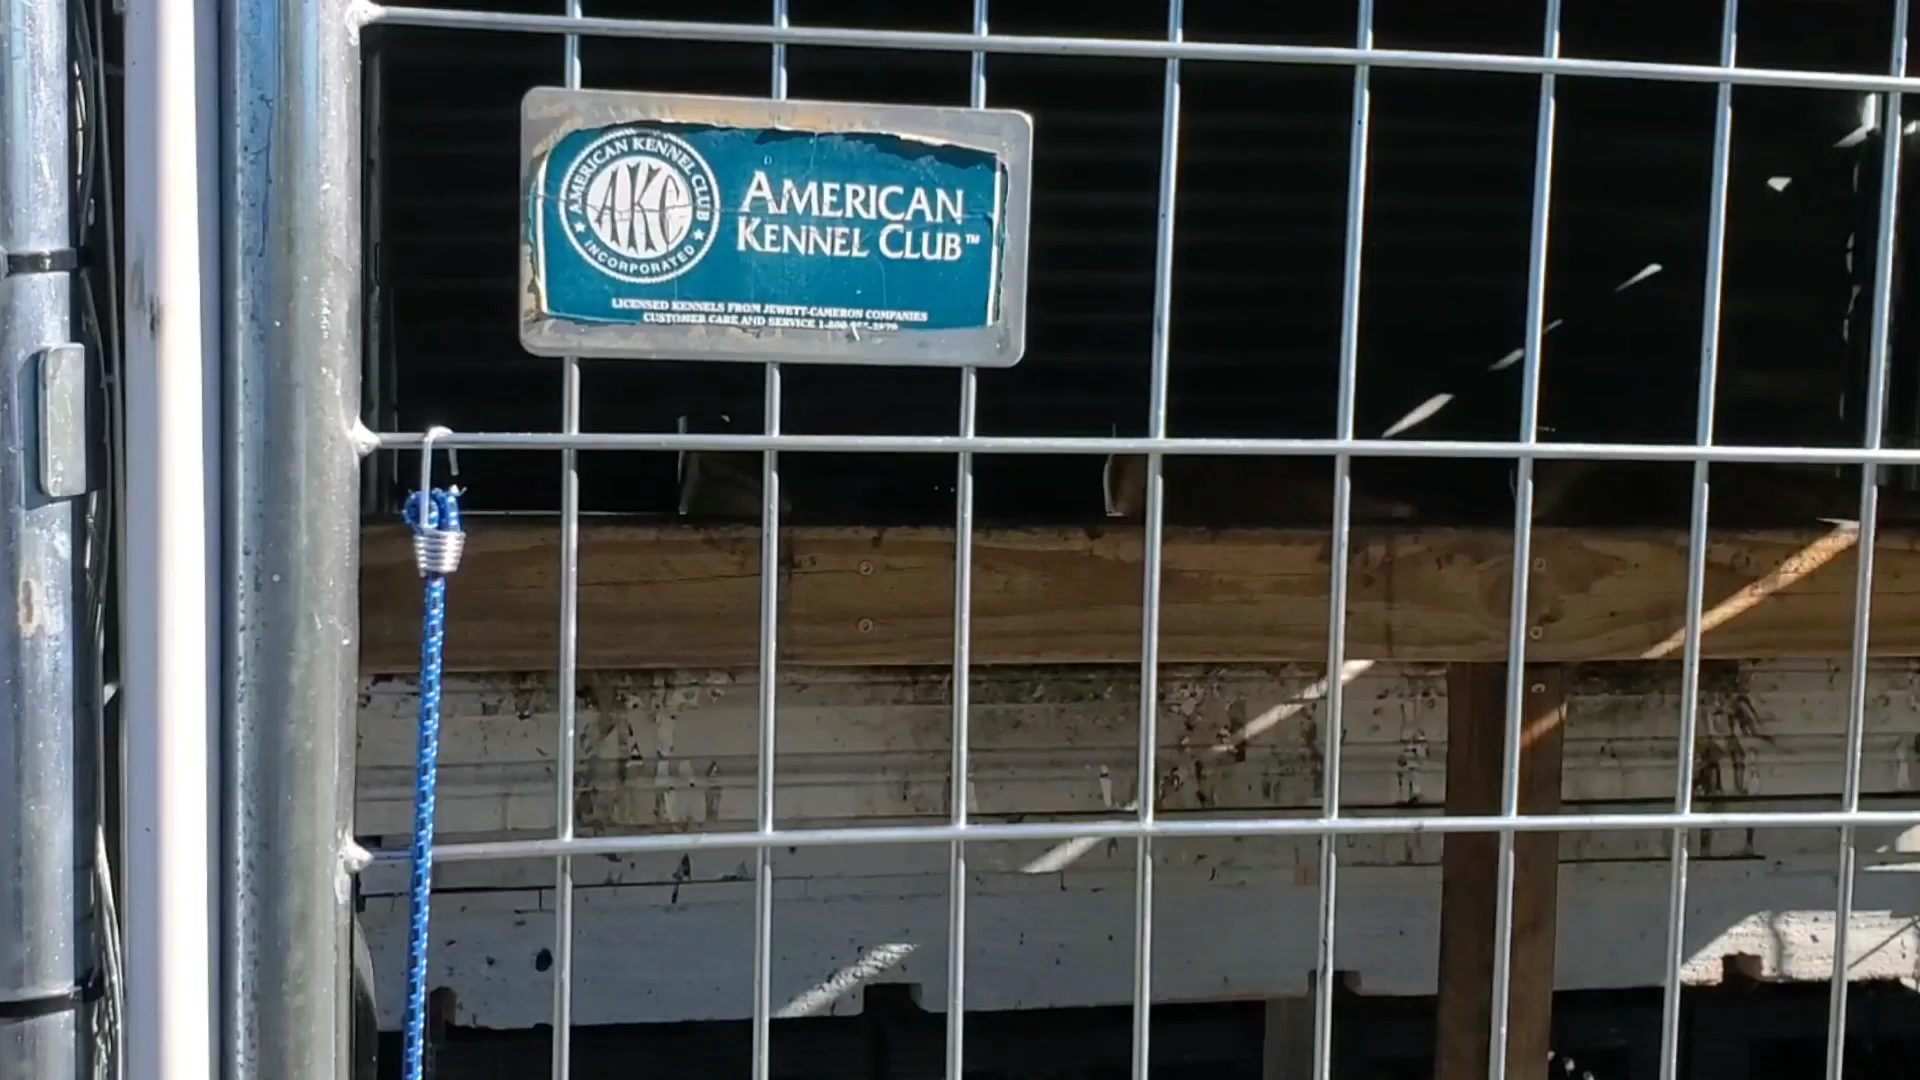 AMERICAN KENNEL CLUB
AKC
INCORPORATED
AMERICAN
KENNEL CLUB™
LICENSED KENNELS FROM JEWETT-CAMERON COMPANIES
CUSTOMER CARE AND SERVICE